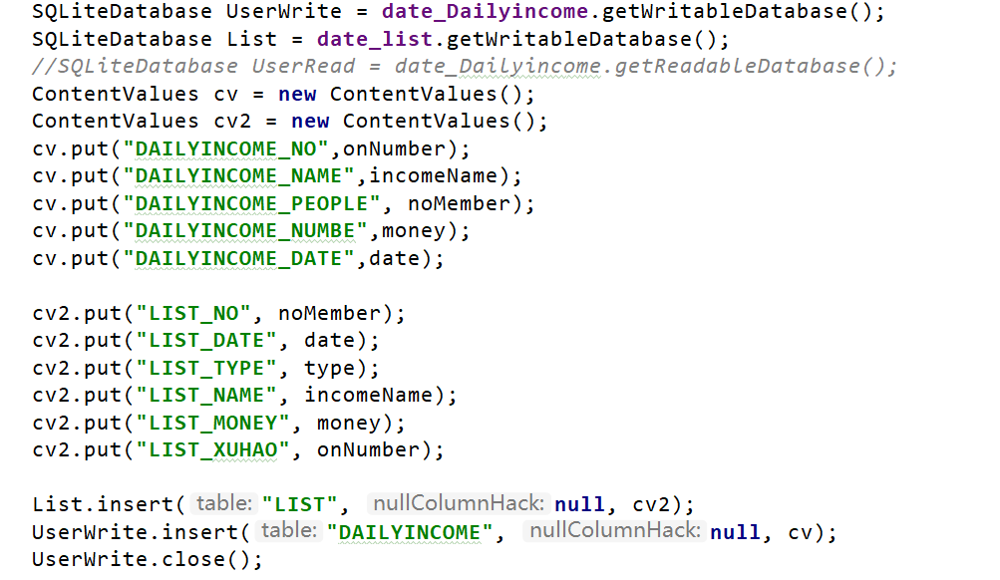 SQLiteDatabase UserWrite = date_Dailyincome.getWritableDatabase();
SQLiteDatabase List = date_list.getWritableDatabase();
//SQLiteDatabase UserRead = date_Dailyincome.getReadableDatabase();
ContentValues cv = new ContentValues();
ContentValues cv2 = new ContentValues();
cv.put("DAILYINCOME_NO",onNumber);
cv.put("DAILYINCOME_NAME",incomeName);
cv.put("DAILYINCOME_PEOPLE", noMember);
cv.put("DAILYINCOME_NUMBE",money);
cv.put("DAILYINCOME_DATE",date);
cv2.put("LIST_NO", noMember);
cv2.put("LIST_DATE", date);
cv2.put("LIST_TYPE", type);
cv2.put("LIST_NAME", incomeName);
cv2.put("LIST_MONEY", money);
cv2.put("LIST_XUHAO", onNumber);
List.insert( table: "LIST", nullColumnHack: null, cv2);
UserWrite.insert( table: "DAILYINCOME", nullColumnHack: null, cv);
UserWrite.close();